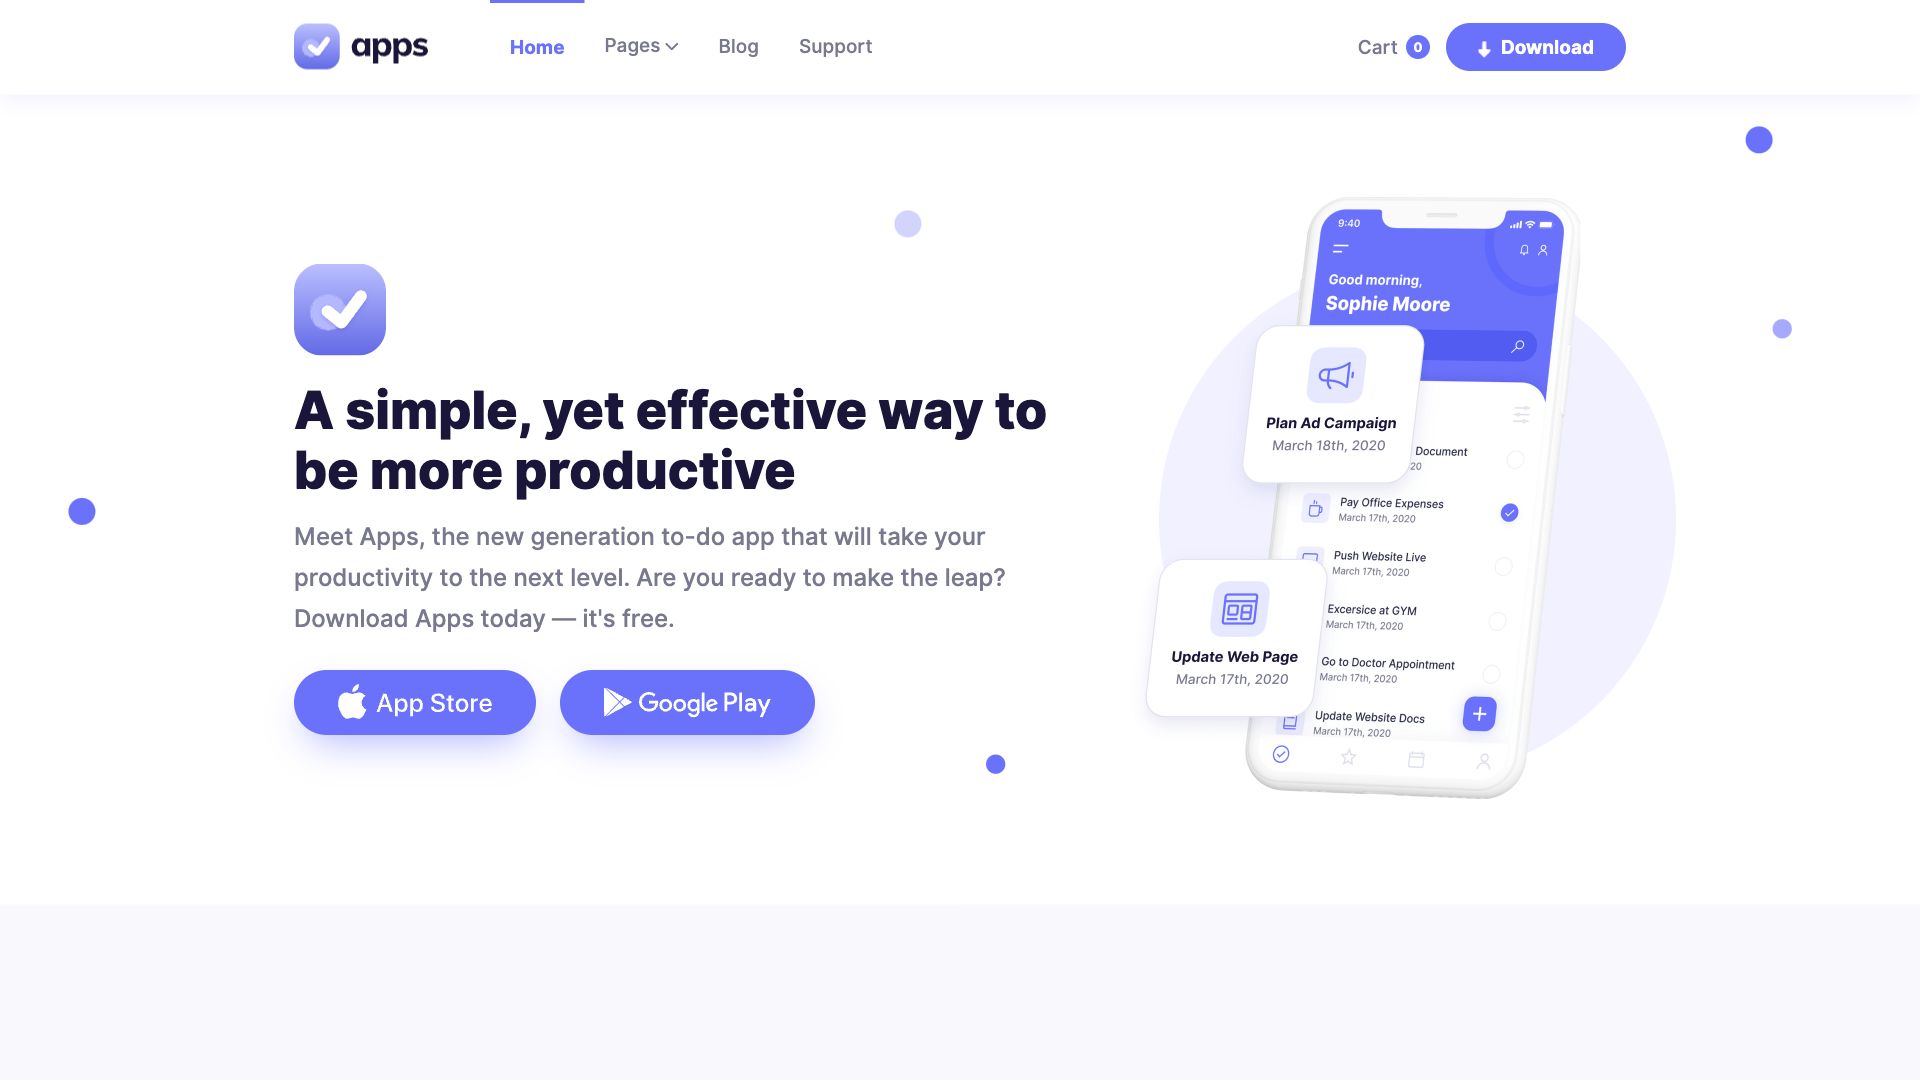 apps
Home
Pages
Blog
Support
Cart 0
Download
A simple, yet effective way to
be more productive
Meet Apps, the new generation to-do app that will take your
productivity to the next level. Are you ready to make the leap?
Download Apps today — it's free.
App Store
Google Play
9:40
Good morning,
Sophie Moore
Plan Ad Campaign
March 18th, 2020
Document
20
Pay Office Expenses
March 17th, 2020
Push Website Live
March 17th, 2020
Excersice at GYM
March 17th, 2020
Update Web Page
March 17th, 2020
Go to Doctor Appointment
March 17th, 2020
Update Website Docs
March 17th, 2020